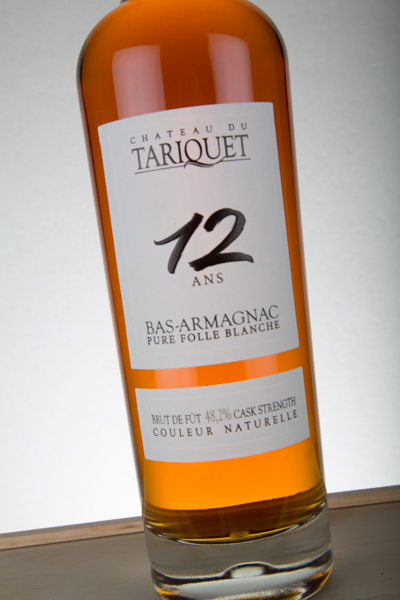 CHATEAU DU
TARIQUET
12
ANS
BAS-ARMAGNAC
PURE FOLLE BLANCHE
BRUT DE FÛT 48,2% CASK STRENGTH
COULEUR NATURELLE